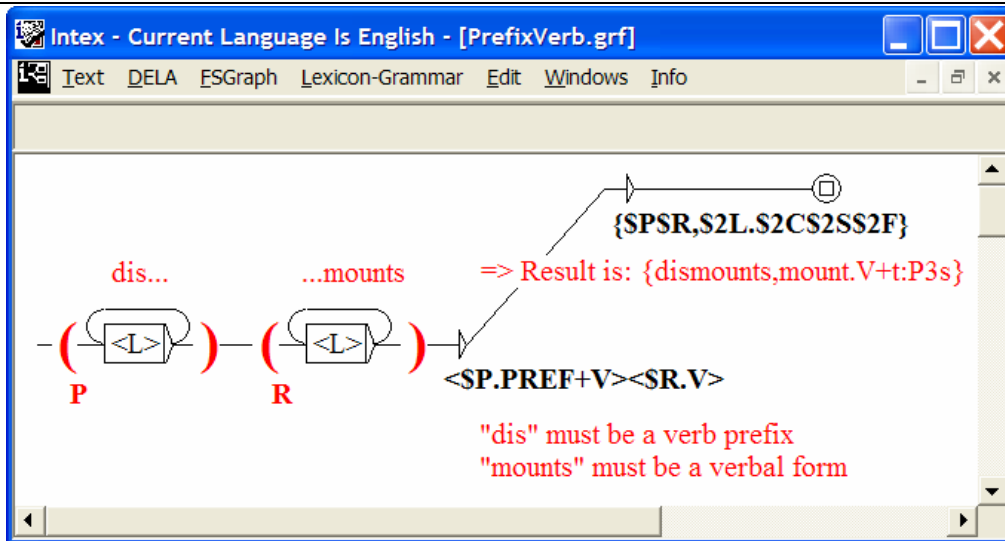 Intex - Current Language Is English - [PrefixVerb.grf]
Text DELA FSGraph Lexicon-Grammar Edit Windows Info
{$P$R,$2L.$2C$2S$2F}
dis... ...mounts => Result is: {dismounts,mount.V+t:P3s}
( <L> ) ( <L> )
P R <$P.PREF+V><$R.V>
"dis" must be a verb prefix
"mounts" must be a verbal form